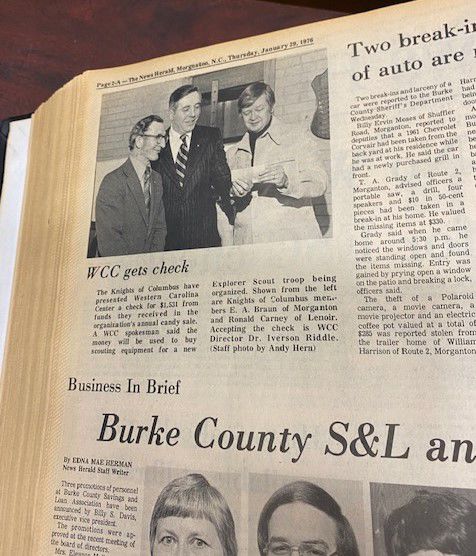 Page 2-A — The News Herald, Morganton, N.C., Thursday, January 29, 1976
WCC gets check
The Knights of Columbus have
presented Western Carolina
Center a check for $1,531 from
funds they received in the
organization's annual candy sale.
A WCC spokesman said the
money will be used to buy
scouting equipment for a new
Explorer Scout troop being
organized. Shown from the left
are Knights of Columbus mem-
bers E. A. Braun of Morganton
and Ronald Carney of Lenoir.
Accepting the check is WCC
Director Dr. Iverson Riddle.
(Staff photo by Andy Hern)
Two break-in
of auto are
Two break-ins and larceny of a
car were reported to the Burke
County Sheriff's Department
Wednesday.
Billy Ervin Moses of Shuffler
Road, Morganton, reported to
deputies that a 1961 Chevrolet
Corvair had been taken from the
back yard at his residence while
he was at work. He said the car
had a newly purchased grill in
front.
T. A. Grady of Route 2,
Morganton, advised officers a
portable saw, a drill, four
speakers and $10 in 50-cent
pieces had been taken in a
break-in at his home. He valued
the missing items at $330.
Grady said when he came
home around 5:30 p.m. he
noticed the windows and doors
were standing open and found
the items missing. Entry was
gained by prying open a window
on the patio and breaking a lock,
officers said.
The theft of a Polaroid
camera, a movie camera, a
movie projector and an electric
coffee pot valued at a total of
$285 was reported stolen from
the trailer home of William
Harrison of Route 2, Morganton
Business In Brief
Burke County S&L an
By EDNA MAE HERMAN
News Herald Staff Writer
Three promotions of personnel
at Burke County Savings and
Loan Association have been
announced by Billy S. Davis,
executive vice president.
The promotions were ap-
proved at the recent meeting of
the board of directors.
Mrs. Eleanor